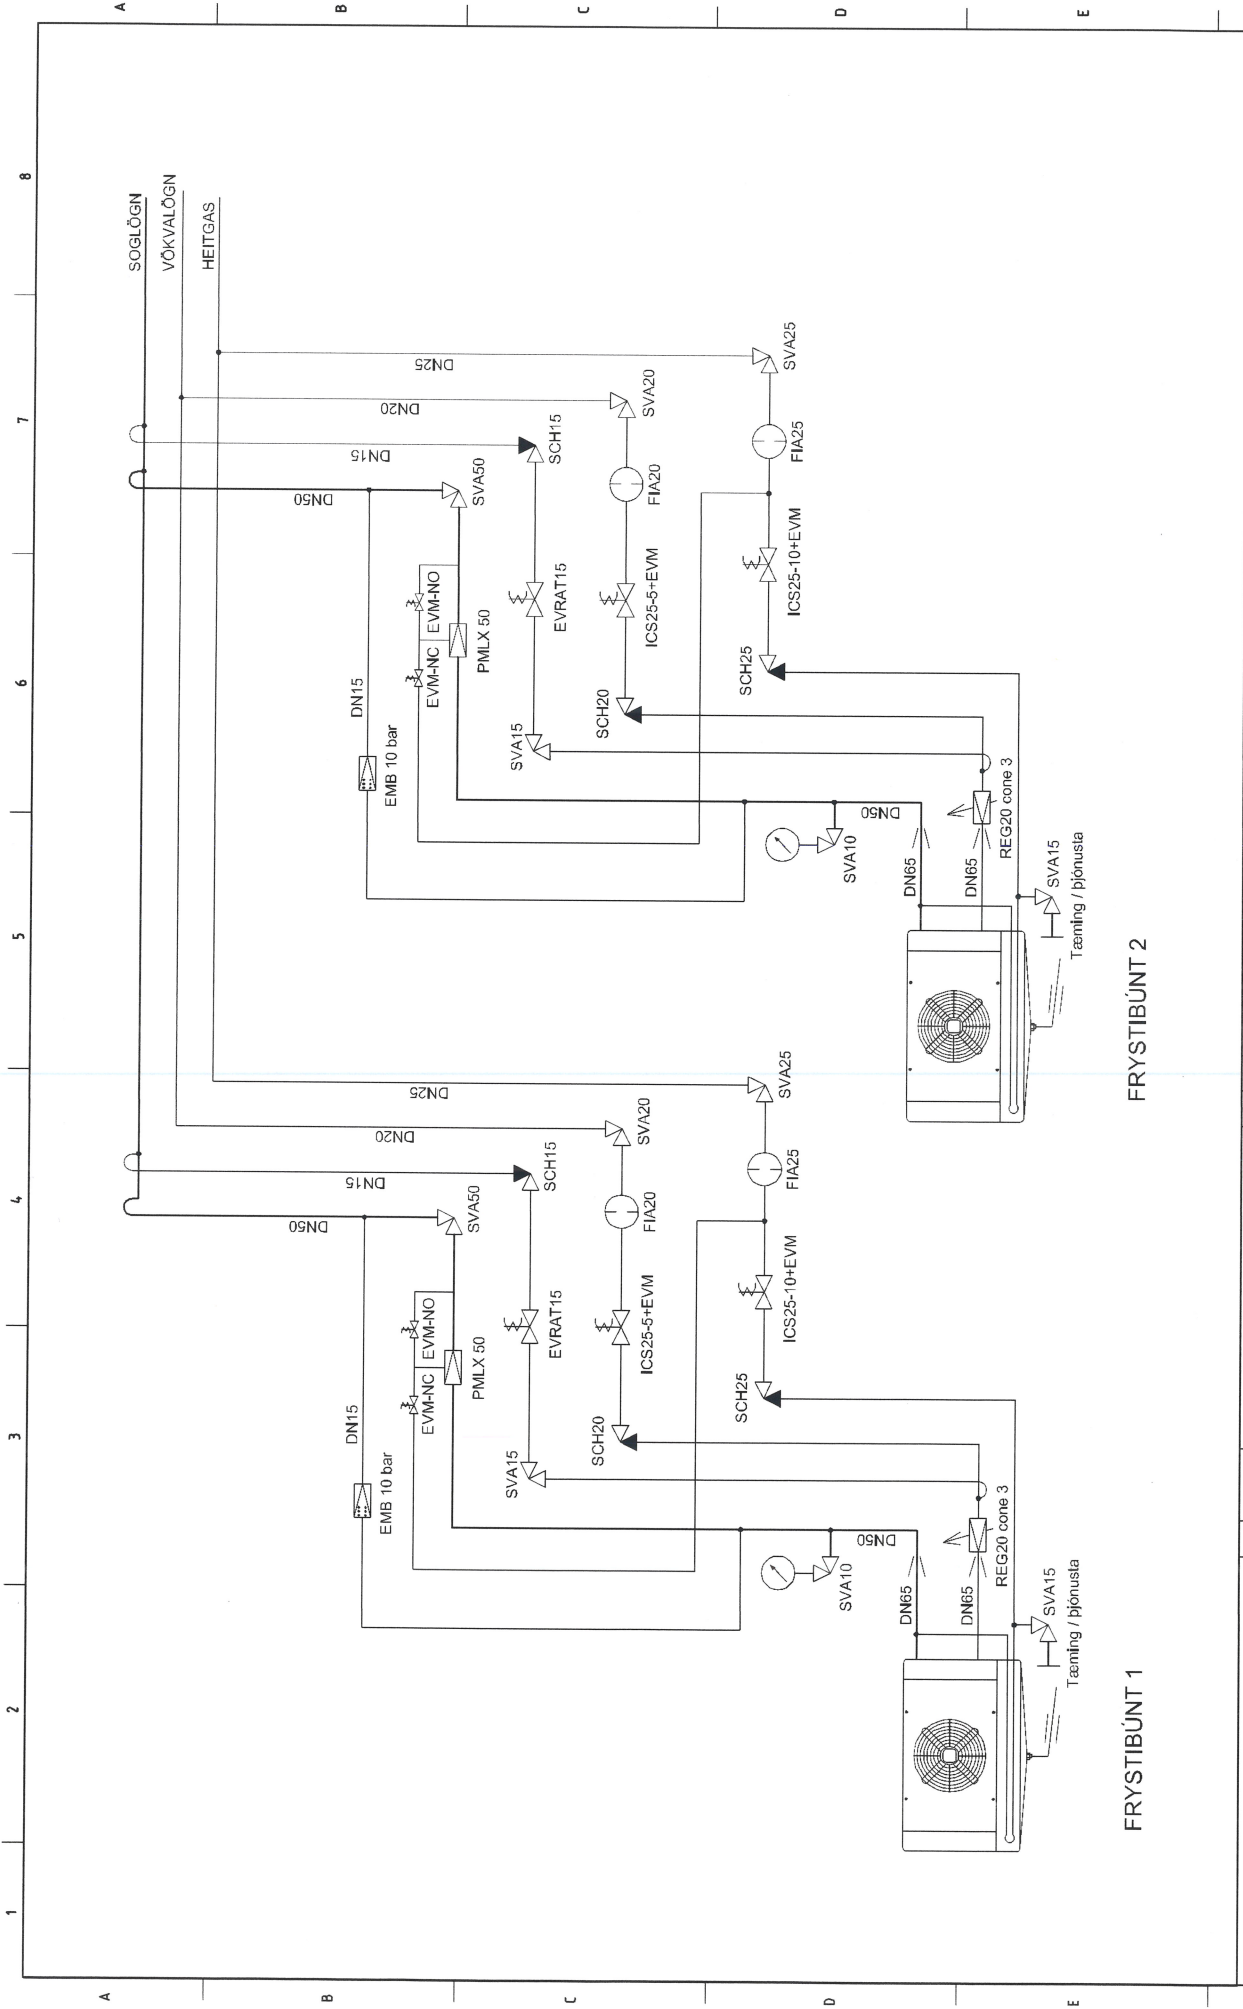 1
2
3
4
5
6
7
8
A
B
C
D
E
A
B
C
D
E
SOGLÖGN
VÖKVALÖGN
HEITGAS
DN50
DN15
DN20
DN25
DN15
EMB 10 bar
EVM-NC
EVM-NO
PMLX 50
SVA50
SCH15
SVA15
EVRAT15
SVA20
SCH20
ICS25-5+EVM
FIA20
SCH25
ICS25-10+EVM
FIA25
SVA25
SVA10
DN50
DN65
DN65
REG20 cone 3
SVA15
Tæming / þjónusta
FRYSTIBÚNT 1
DN50
DN15
DN20
DN25
DN15
EMB 10 bar
EVM-NC
EVM-NO
PMLX 50
SVA50
SCH15
SVA15
EVRAT15
SVA20
SCH20
ICS25-5+EVM
FIA20
SCH25
ICS25-10+EVM
FIA25
SVA25
SVA10
DN50
DN65
DN65
REG20 cone 3
SVA15
Tæming / þjónusta
FRYSTIBÚNT 2